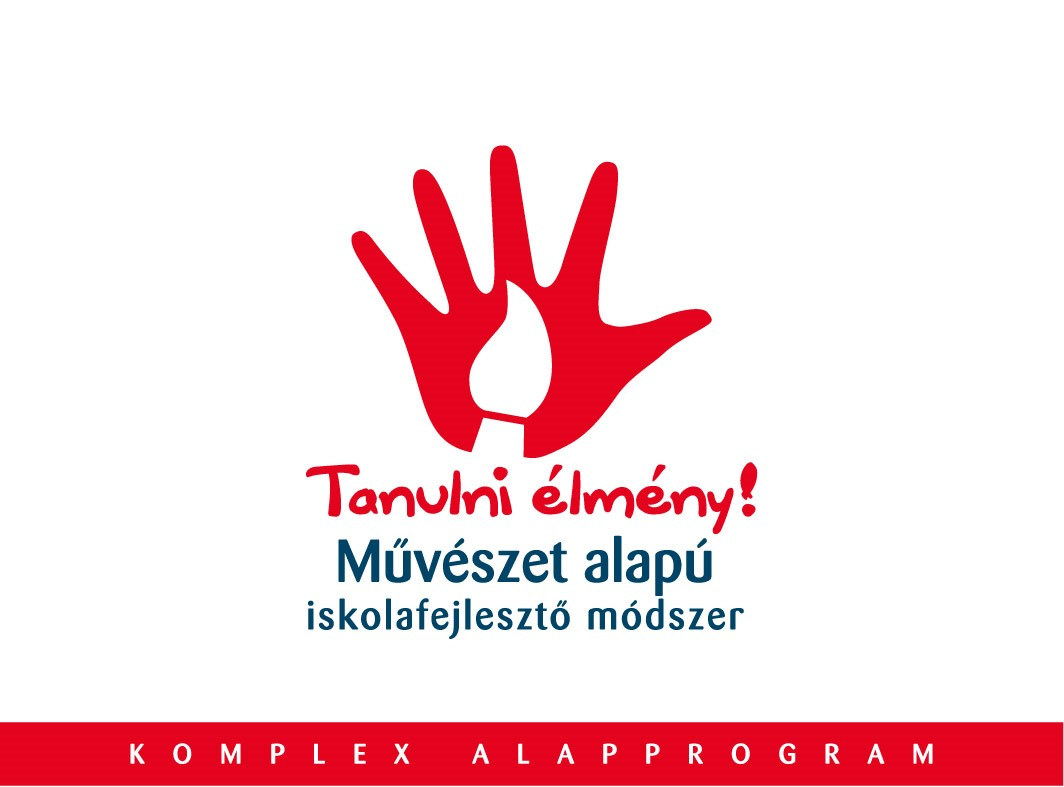 Tanulni élmény!
Művészet alapú
iskolafejlesztő módszer
KOMPLEX ALAPPROGRAM